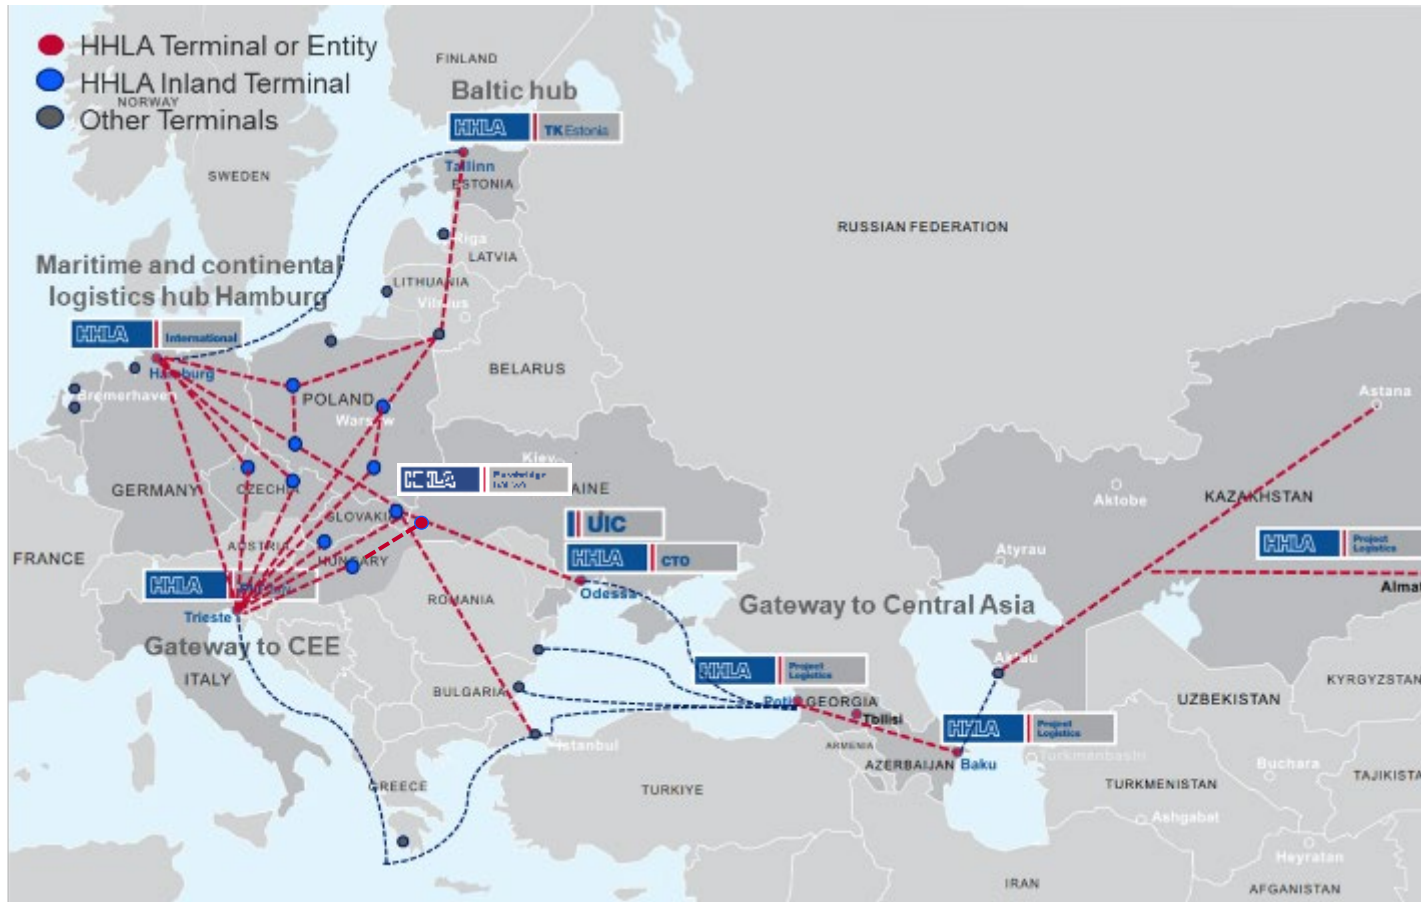 HHLA Terminal or Entity
HHLA Inland Terminal
Other Terminals
NORWAY
FINLAND
Baltic hub
HHLA TK Estonia
Tallinn
ESTONIA
SWEDEN
RUSSIAN FEDERATION
Riga
LATVIA
Maritime and continental
logistics hub Hamburg
LITHUANIA
Vilnius
HHLA International
Hamburg
BELARUS
Bremerhaven
POLAND
Warsaw
Astana
Kiev
HHLA
AINE
GERMANY
CZECHIA
Aktobe
KAZAKHSTAN
SLOVAKIA
UIC
AUSTRIA
HHLA CTO
HHLA Project
Logistics
FRANCE
HUNGARY
Atyrau
HHLA
Odessa
Almat
ROMANIA
Trieste
Gateway to Central Asia
Gateway to CEE
Aktau
HHLA Project
Logistics
ITALY
BULGARIA
Poti
GEORGIA
UZBEKISTAN
KYRGYZSTAN
Tbilisi
HHLA Project
Logistics
Istanbul
ARMENIA
AZERBAIJAN
Baku
Turkmenbashi
Buchara
GREECE
TURKIYE
TURKMENISTAN
TAJIKISTA
Ashgabat
Heyratan
IRAN
AFGANISTAN